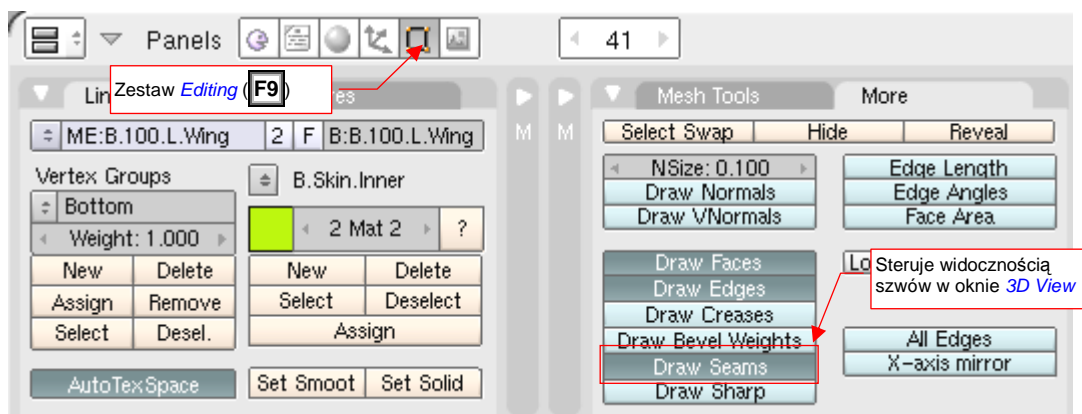 Panels
41
Zestaw Editing (F9)
Lin
res
Mesh Tools
More
ME:B.100.L.Wing 2 F B:B.100.L.Wing
M
M
Vertex Groups
Bottom
Weight: 1.000
New Delete
Assign Remove
Select Desel.
AutoTexSpace
B.Skin.Inner
2 Mat 2 ?
New Delete
Select Deselect
Assign
Set Smoot Set Solid
Select Swap Hide Reveal
NSize: 0.100
Draw Normals
Draw VNormals
Edge Length
Edge Angles
Face Area
Draw Faces
Draw Edges
Draw Creases
Draw Bevel Weights
Draw Seams
Draw Sharp
Lo
Steruje widocznością
szwów w oknie 3D View
All Edges
X-axis mirror